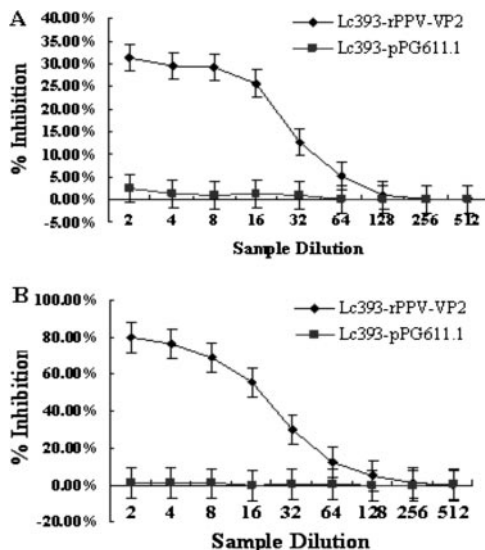 A
Lc393-rPPV-VP2
Lc393-pPG611.1
% Inhibition
40.00%
35.00%
30.00%
25.00%
20.00%
15.00%
10.00%
5.00%
0.00%
-5.00%
2 4 8 16 32 64 128 256 512
Sample Dilution
B
Lc393-rPPV-VP2
Lc393-pPG611.1
% Inhibition
100.00%
80.00%
60.00%
40.00%
20.00%
0.00%
-20.00%
2 4 8 16 32 64 128 256 512
Sample Dilution